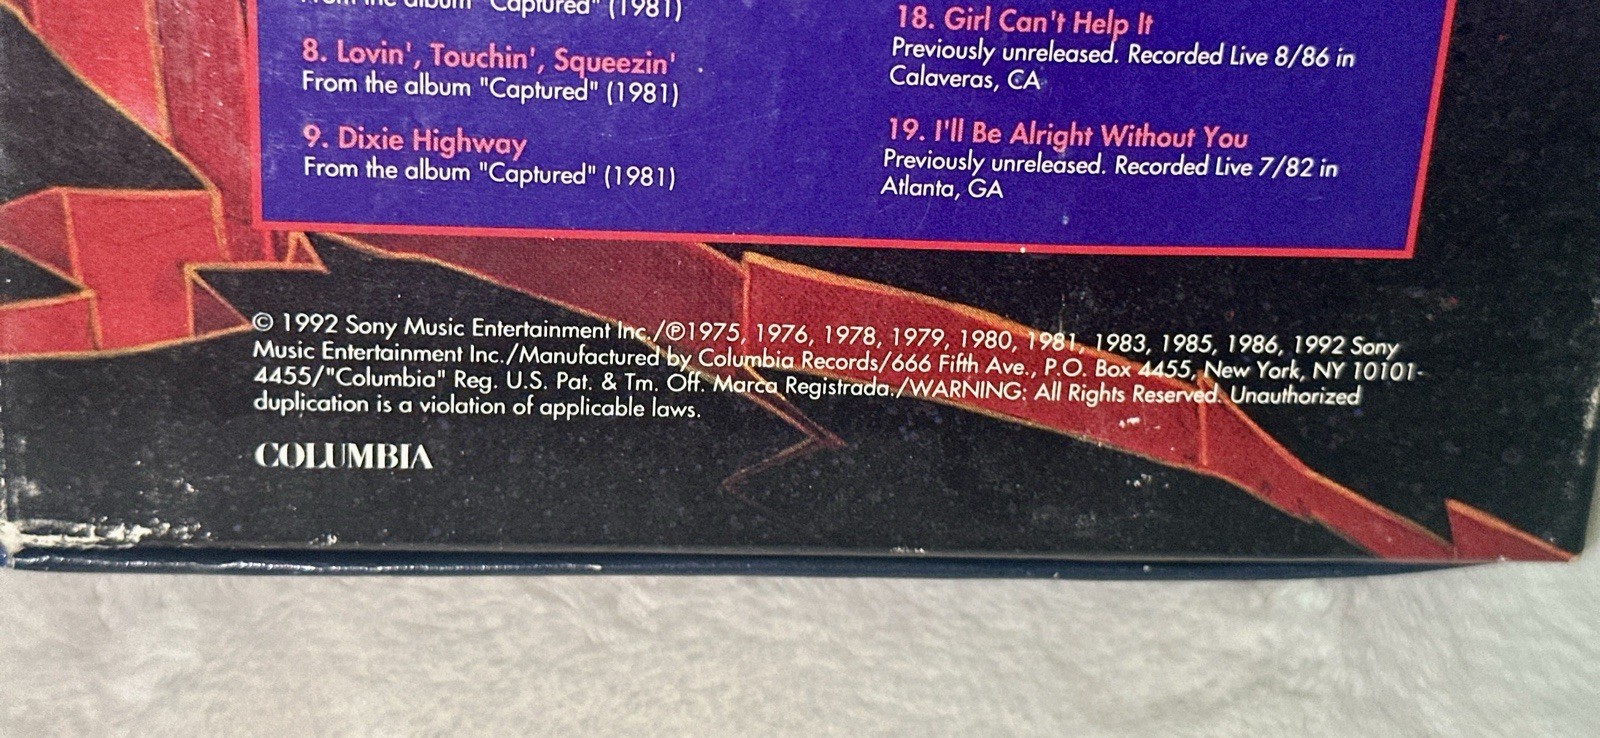 From the album "Captured" (1981)
8. Lovin', Touchin', Squeezin'
From the album "Captured" (1981)
9. Dixie Highway
From the album "Captured" (1981)
18. Girl Can't Help It
Previously unreleased. Recorded Live 8/86 in
Calaveras, CA
19. I'll Be Alright Without You
Previously unreleased. Recorded Live 7/82 in
Atlanta, GA
© 1992 Sony Music Entertainment Inc./℗1975, 1976, 1978, 1979, 1980, 1981, 1983, 1985, 1986, 1992 Sony
Music Entertainment Inc./Manufactured by Columbia Records/666 Fifth Ave., P.O. Box 4455, New York, NY 10101-
4455/"Columbia" Reg. U.S. Pat. & Tm. Off. Marca Registrada./WARNING: All Rights Reserved. Unauthorized
duplication is a violation of applicable laws.
COLUMBIA